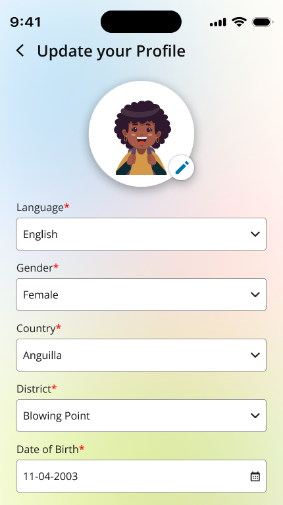 9:41
Update your Profile
Language*
English
Gender*
Female
Country*
Anguilla
District*
Blowing Point
Date of Birth*
11-04-2003